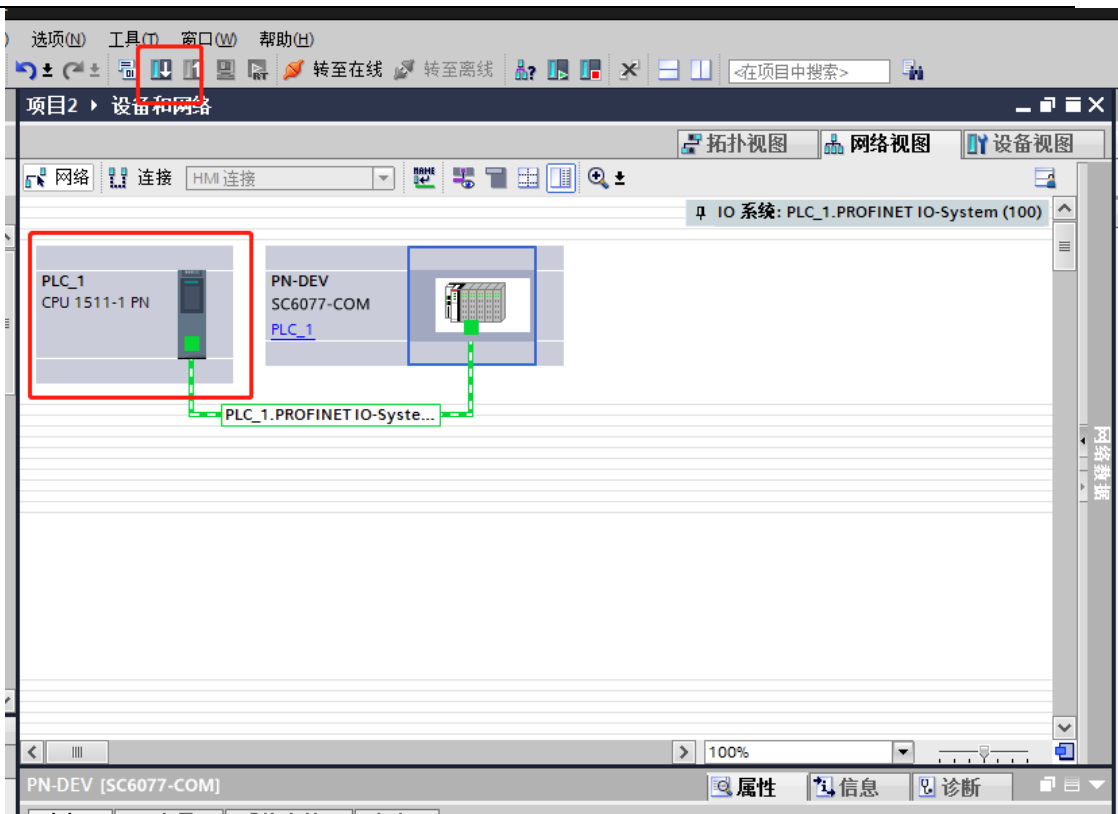 选项(N) 工具(T) 窗口(W) 帮助(H)
RT 转至在线 转至离线 <在项目中搜索>
项目2 设备和网络
拓扑视图 网络视图 设备视图
网络 连接 HMI 连接 NAME
IO 系统: PLC_1.PROFINET IO-System (100)
PLC_1
CPU 1511-1 PN
PN-DEV
SC6077-COM
PLC_1
PLC_1.PROFINET IO-Syste...
网络数据
100%
PN-DEV [SC6077-COM] 属性 信息 诊断